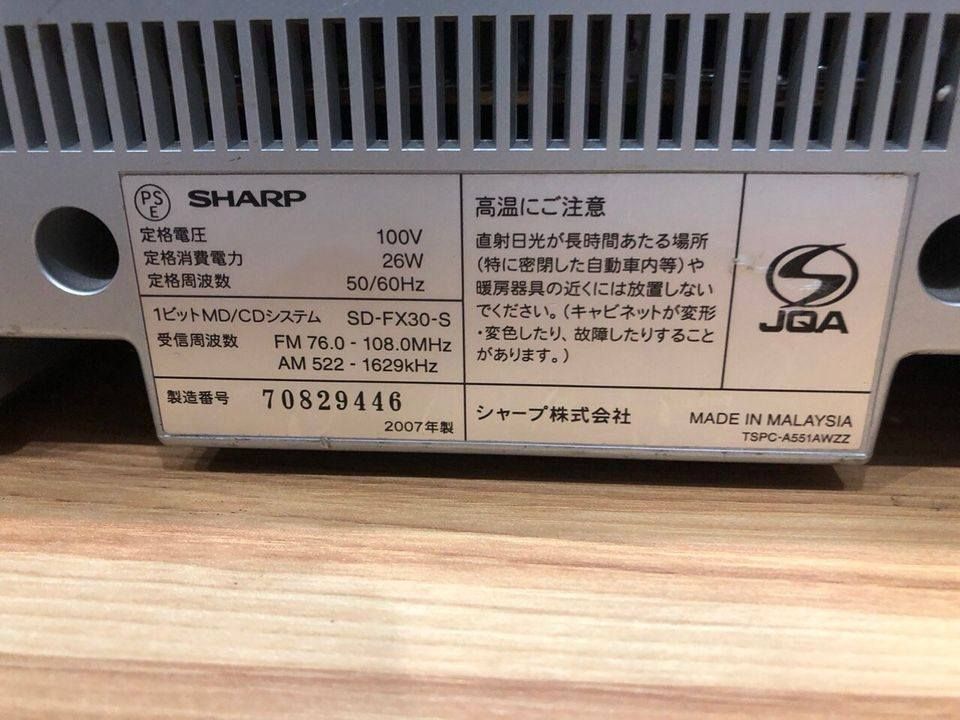 PS
E
SHARP
定格電圧 100V
定格消費電力 26W
定格周波数 50/60Hz
1ビットMD/CDシステム SD-FX30-S
受信周波数 FM 76.0 - 108.0MHz
AM 522 - 1629kHz
製造番号 70829446
2007年製
高温にご注意
直射日光が長時間あたる場所
(特に密閉した自動車内等)や
暖房器具の近くには放置しない
でください。(キャビネットが変形
・変色したり、故障したりすること
があります。)
JQA
シャープ株式会社
MADE IN MALAYSIA
TSPC-A551AWZZ